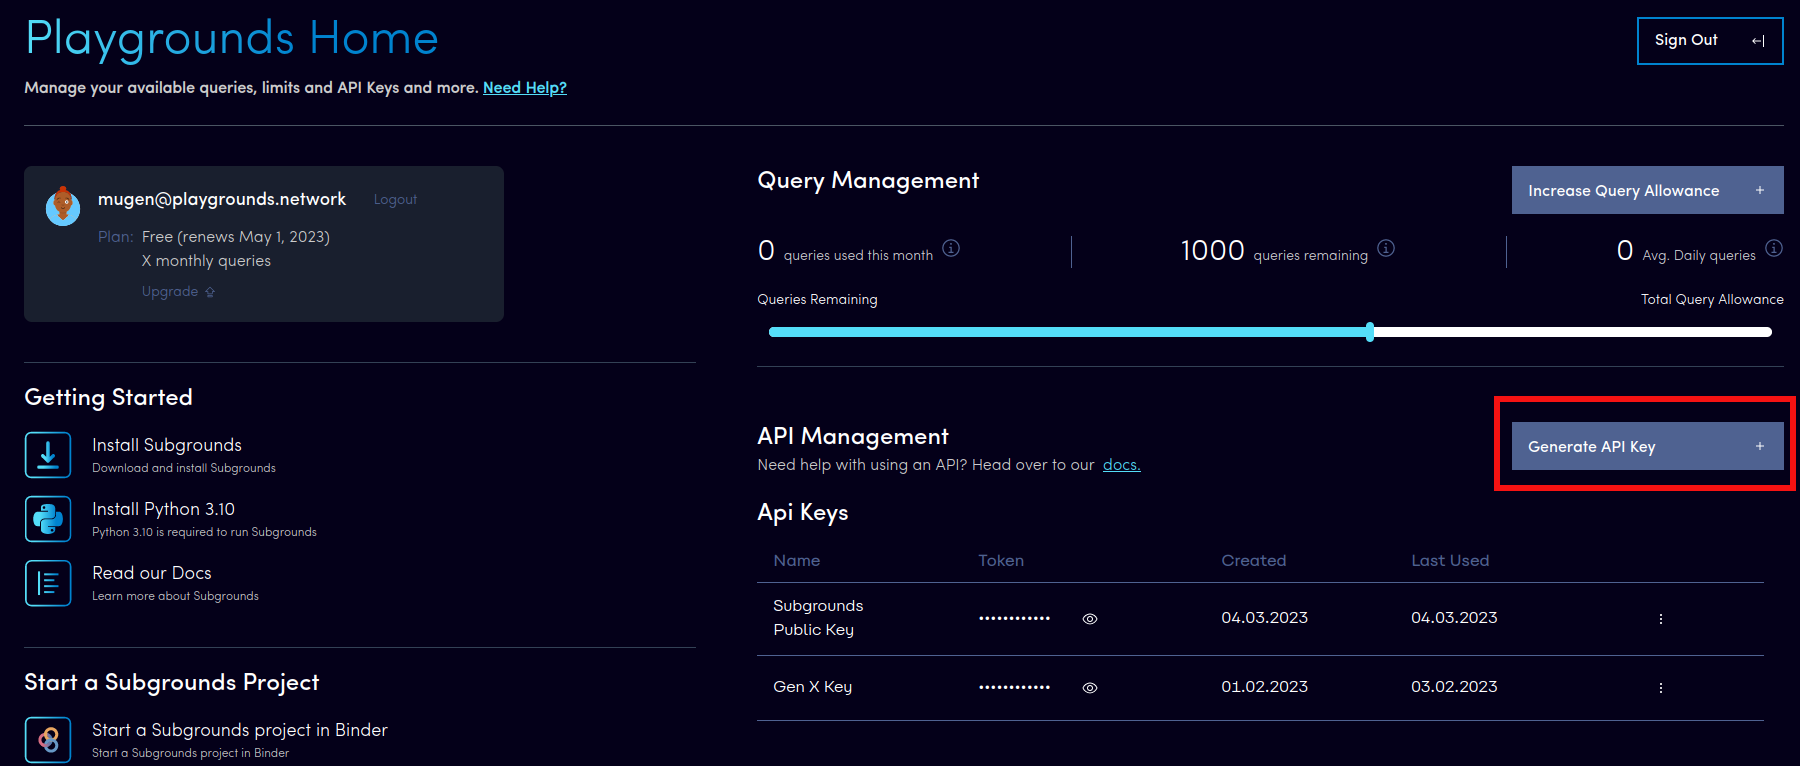 Playgrounds Home
Sign Out
Manage your available queries, limits and API Keys and more. Need Help?
mugen@playgrounds.network Logout
Plan: Free (renews May 1, 2023)
X monthly queries
Upgrade
Getting Started
Install Subgrounds
Download and install Subgrounds
Install Python 3.10
Python 3.10 is required to run Subgrounds
Read our Docs
Learn more about Subgrounds
Start a Subgrounds Project
Start a Subgrounds project in Binder
Start a Subgrounds project in Binder
Query Management
Increase Query Allowance +
0 queries used this month
1000 queries remaining
0 Avg. Daily queries
Queries Remaining
Total Query Allowance
API Management
Need help with using an API? Head over to our docs.
Generate API Key +
Api Keys
Name Token Created Last Used
Subgrounds
Public Key
•••••••••••• 04.03.2023 04.03.2023
Gen X Key •••••••••••• 01.02.2023 03.02.2023